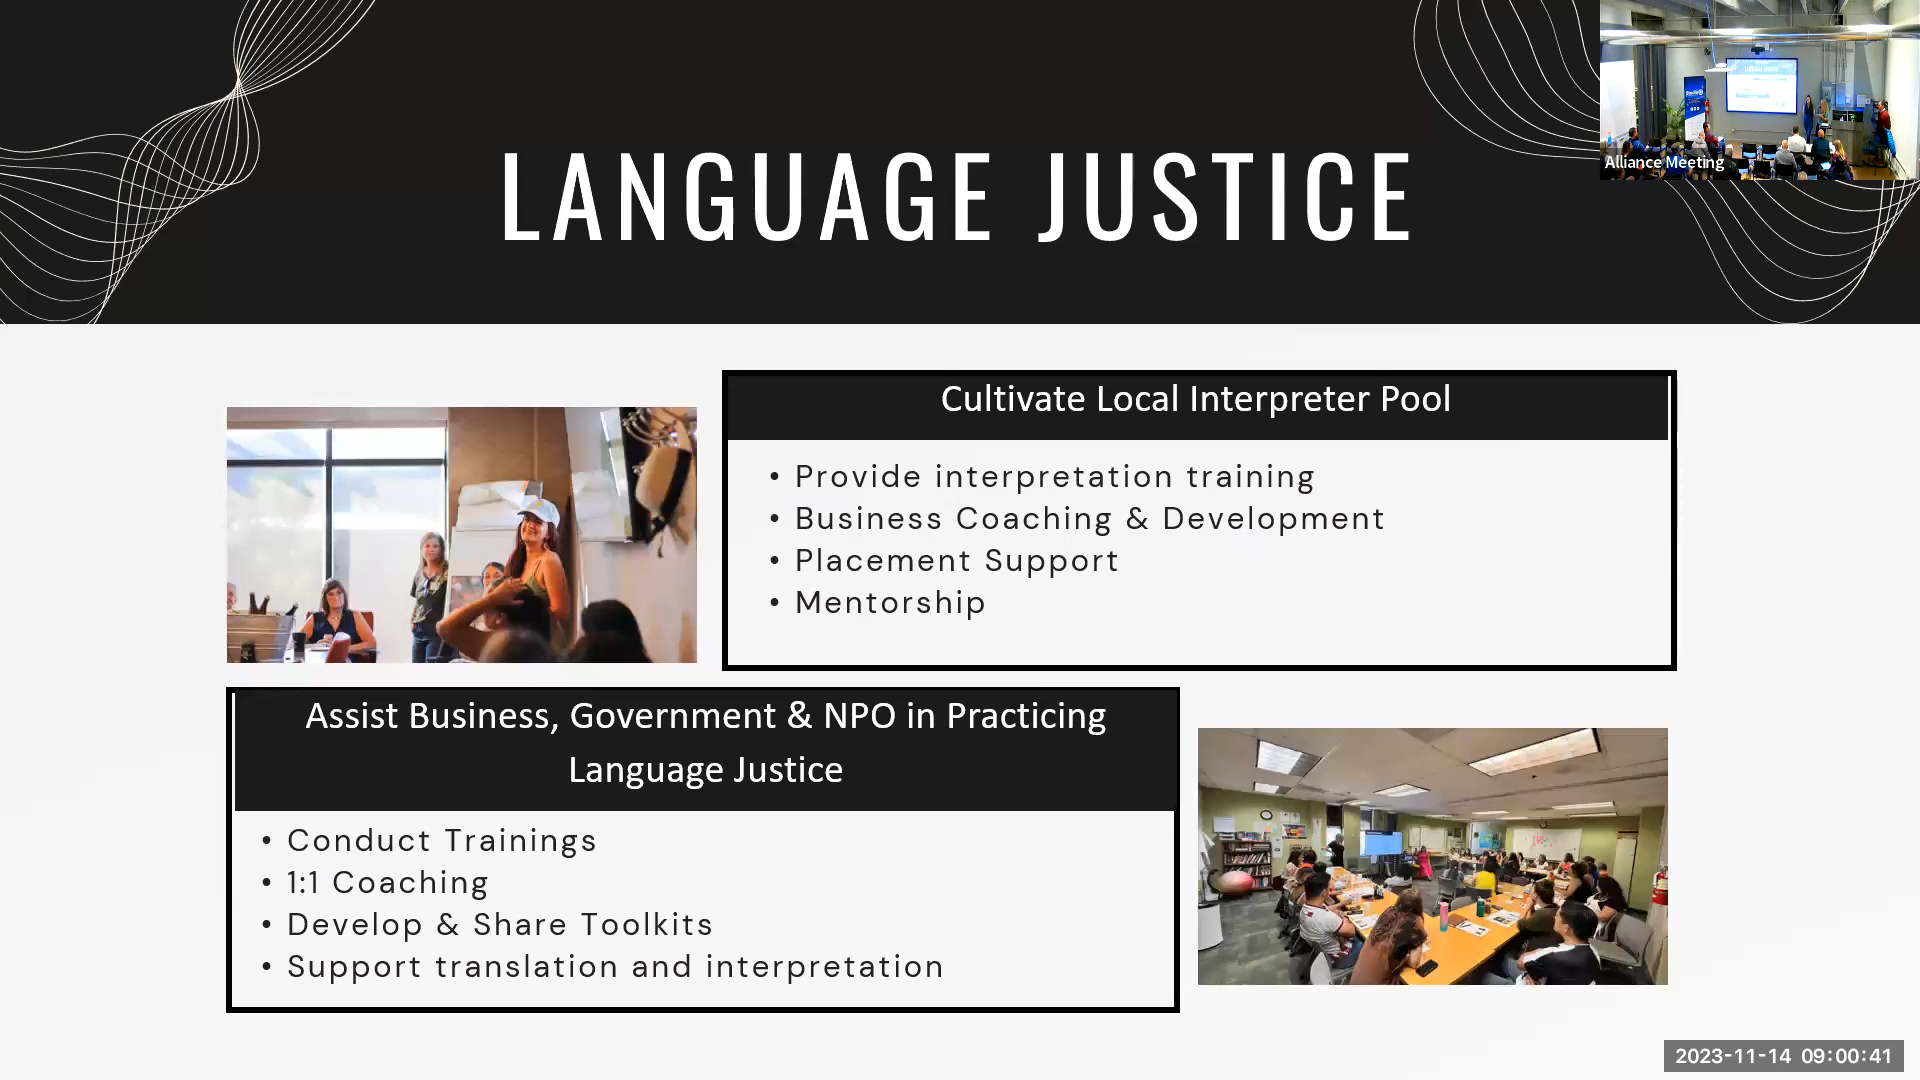 LANGUAGE JUSTICE
Alliance Meeting
Cultivate Local Interpreter Pool
• Provide interpretation training
• Business Coaching & Development
• Placement Support
• Mentorship
Assist Business, Government & NPO in Practicing
Language Justice
• Conduct Trainings
• 1:1 Coaching
• Develop & Share Toolkits
• Support translation and interpretation
2023-11-14 09:00:41